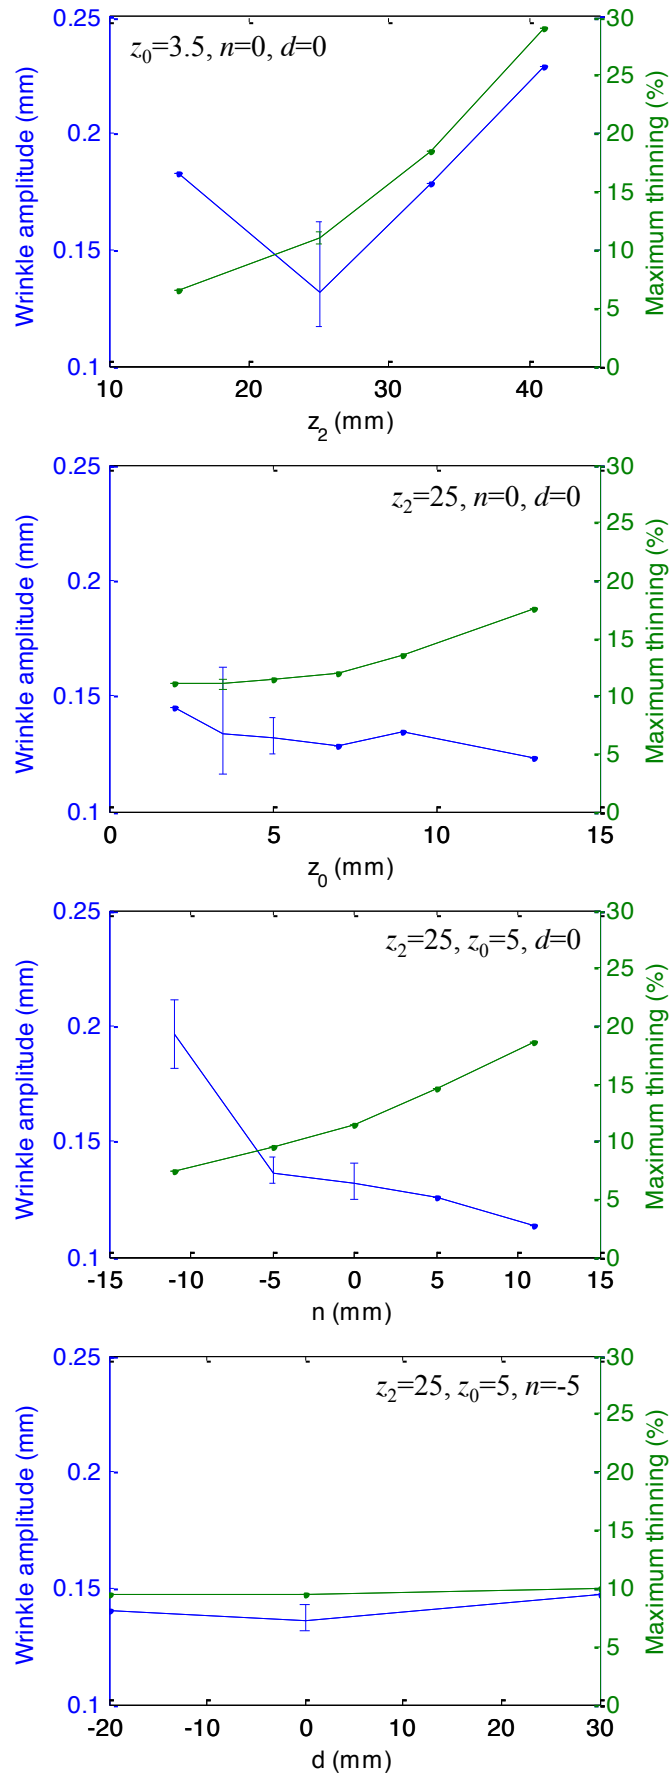 z0=3.5, n=0, d=0
Wrinkle amplitude (mm)
0.25
0.2
0.15
0.1
Maximum thinning (%)
30
25
20
15
10
5
0
10 20 30 40
z2 (mm)
z2=25, n=0, d=0
Wrinkle amplitude (mm)
0.25
0.2
0.15
0.1
Maximum thinning (%)
30
25
20
15
10
5
0
0 5 10 15
z0 (mm)
z2=25, z0=5, d=0
Wrinkle amplitude (mm)
0.25
0.2
0.15
0.1
Maximum thinning (%)
30
25
20
15
10
5
0
-15 -10 -5 0 5 10 15
n (mm)
z2=25, z0=5, n=-5
Wrinkle amplitude (mm)
0.25
0.2
0.15
0.1
Maximum thinning (%)
30
25
20
15
10
5
0
-20 -10 0 10 20 30
d (mm)